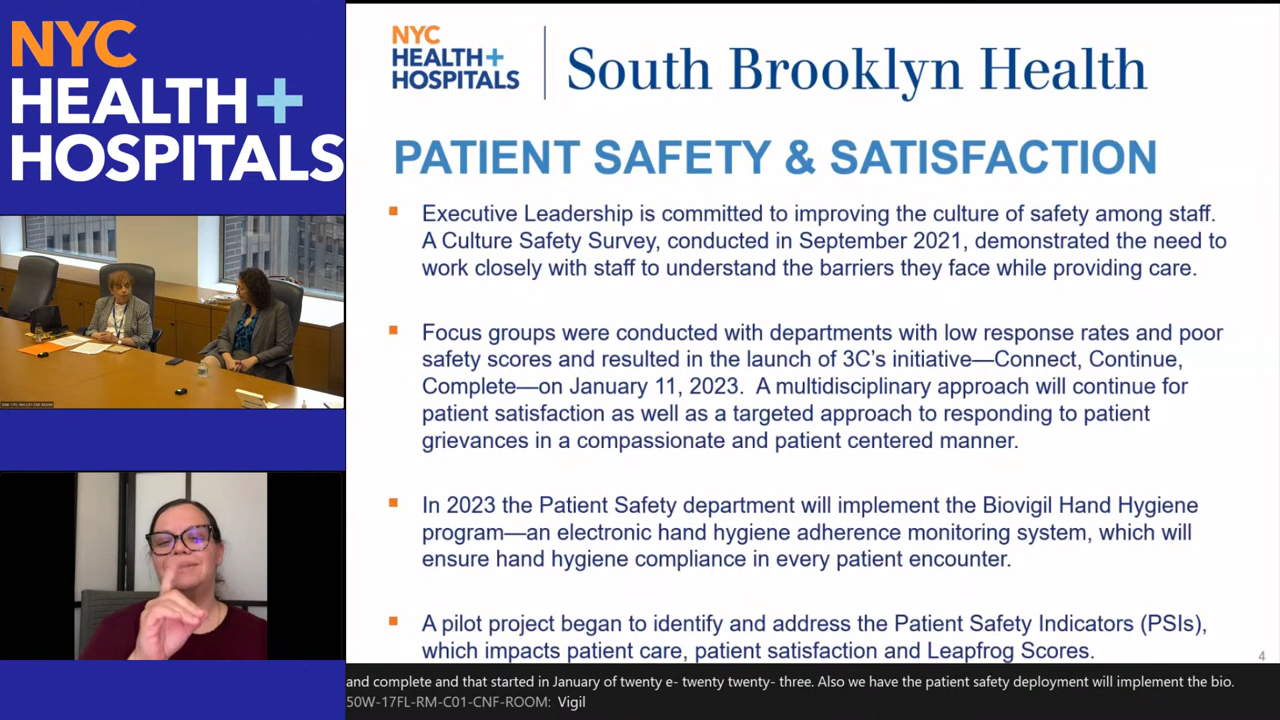 NYC
HEALTH+
HOSPITALS
NYC
HEALTH+
HOSPITALS
South Brooklyn Health
PATIENT SAFETY & SATISFACTION
Executive Leadership is committed to improving the culture of safety among staff.
A Culture Safety Survey, conducted in September 2021, demonstrated the need to
work closely with staff to understand the barriers they face while providing care.
Focus groups were conducted with departments with low response rates and poor
safety scores and resulted in the launch of 3C's initiative—Connect, Continue,
Complete—on January 11, 2023. A multidisciplinary approach will continue for
patient satisfaction as well as a targeted approach to responding to patient
grievances in a compassionate and patient centered manner.
In 2023 the Patient Safety department will implement the Biovigil Hand Hygiene
program—an electronic hand hygiene adherence monitoring system, which will
ensure hand hygiene compliance in every patient encounter.
A pilot project began to identify and address the Patient Safety Indicators (PSIs),
which impacts patient care, patient satisfaction and Leapfrog Scores.
4
and complete and that started in January of twenty e- twenty twenty- three. Also we have the patient safety deployment will implement the bio.
50W-17FL-RM-C01-CNF-ROOM: Vigil
50W-17FL-RM-C01-CNF-ROOM